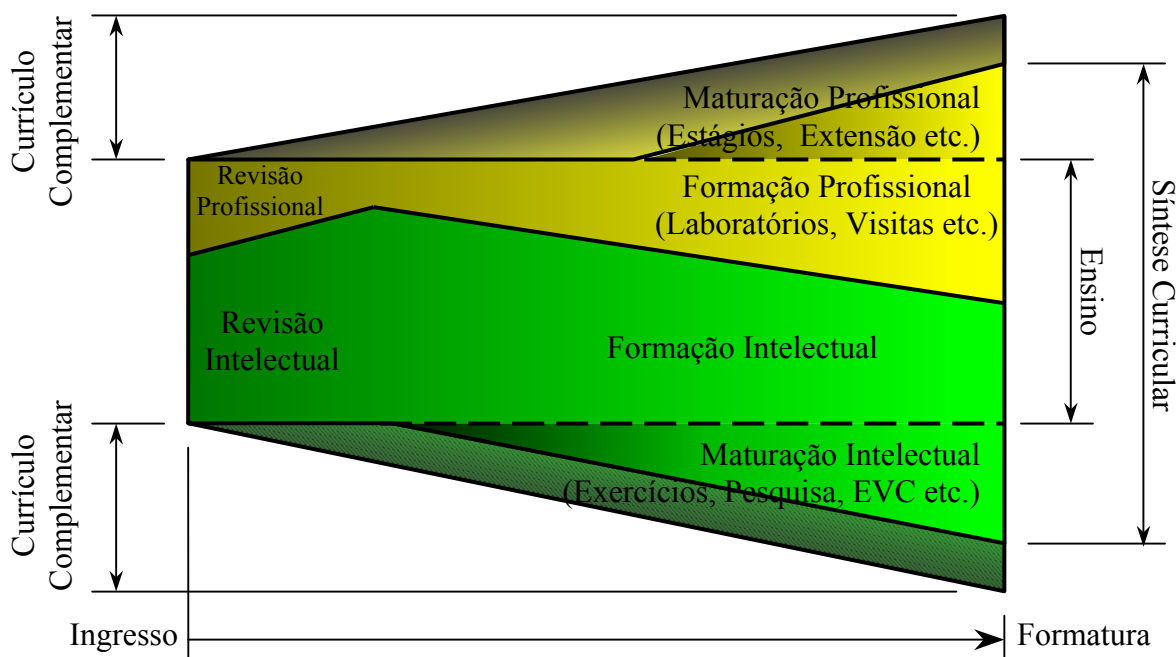 Currículo
Complementar
Maturação Profissional
(Estágios, Extensão etc.)
Revisão
Profissional
Formação Profissional
(Laboratórios, Visitas etc.)
Síntese Curricular
Ensino
Revisão
Intelectual
Formação Intelectual
Currículo
Complementar
Maturação Intelectual
(Exercícios, Pesquisa, EVC etc.)
Ingresso
Formatura